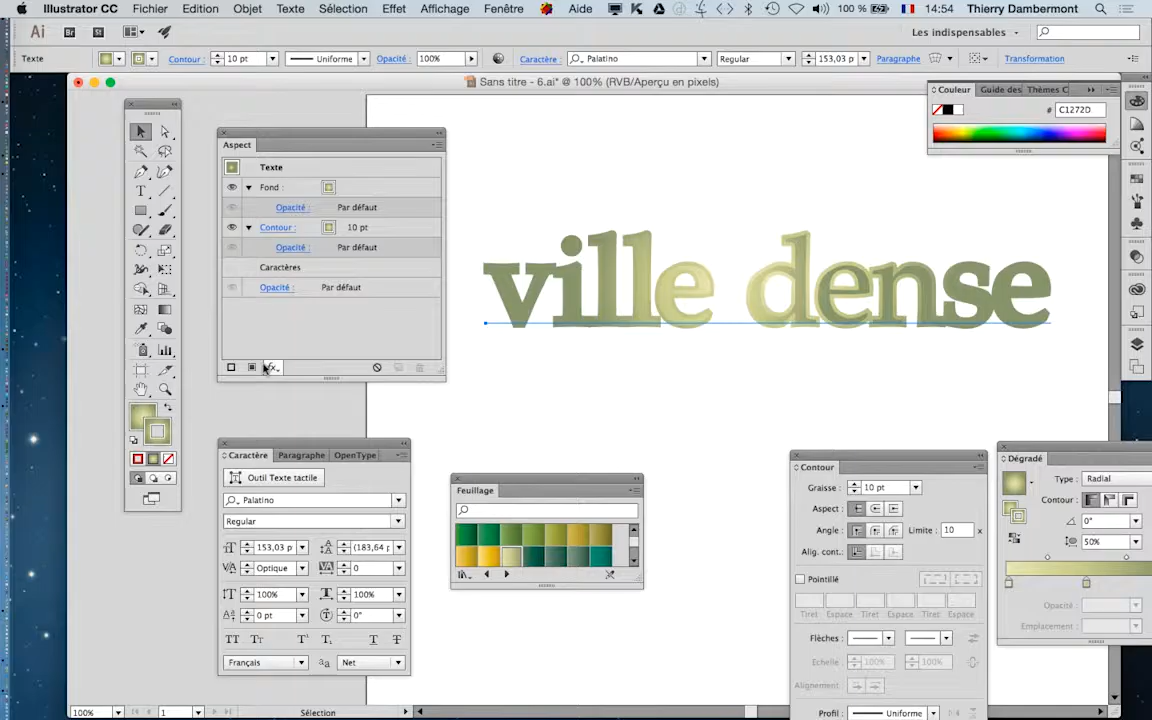 Illustrator CC Fichier Edition Objet Texte Sélection Effet Affichage Fenêtre Aide 100 % 14:54 Thierry Dambermont
Ai Br St Les indispensables
Texte Contour : 10 pt Uniforme Opacité : 100% Caractère : Palatino Regular 153,03 p Paragraphe Transformation
Sans titre - 6.ai* @ 100% (RVB/Aperçu en pixels)
Couleur Guide des Thèmes C
# C1272D
Aspect
Texte
Fond :
Opacité : Par défaut
Contour : 10 pt
Opacité : Par défaut
Caractères
Opacité : Par défaut
fx
ville dense
Caractère Paragraphe OpenType
Outil Texte tactile
Palatino
Regular
153,03 p (183,64
Optique 0
100% 100%
0 pt 0°
Français Net
Feuillage
Contour
Graisse : 10 pt
Aspect :
Angle : Limite : 10 x
Alig. cont. :
Pointillé
Tiret Espace Tiret Espace Tiret Espace
Flèches :
Echelle : 100% 100%
Alignement :
Profil : Uniforme
Dégradé
Type : Radial
Contour :
0°
50%
Opacité :
Emplacement :
100% 1 Sélection